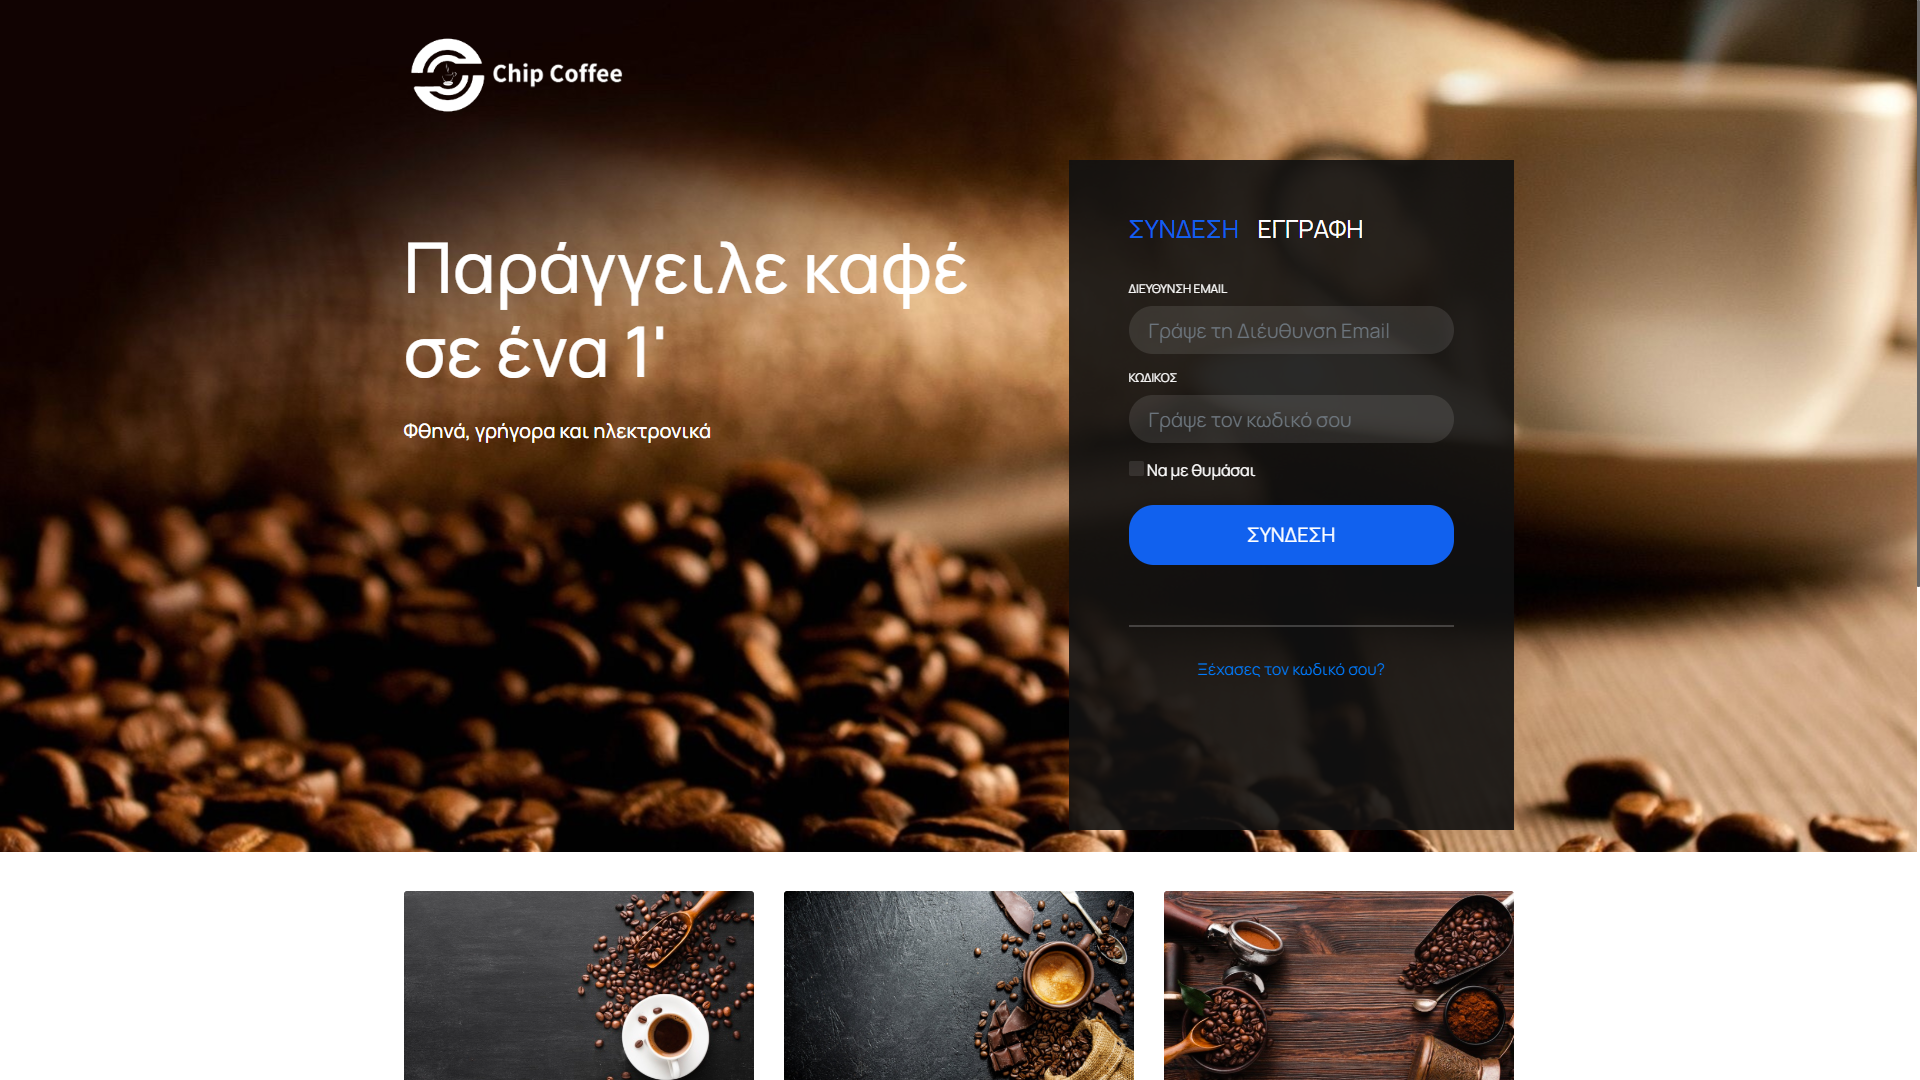 Chip Coffee
Παράγγειλε καφέ
σε ένα 1'
Φθηνά, γρήγορα και ηλεκτρονικά
ΣΥΝΔΕΣΗ ΕΓΓΡΑΦΗ
ΔΙΕΥΘΥΝΣΗ EMAIL
Γράψε τη Διέυθυνση Email
ΚΩΔΙΚΟΣ
Γράψε τον κωδικό σου
Να με θυμάσαι
ΣΥΝΔΕΣΗ
Ξέχασες τον κωδικό σου?